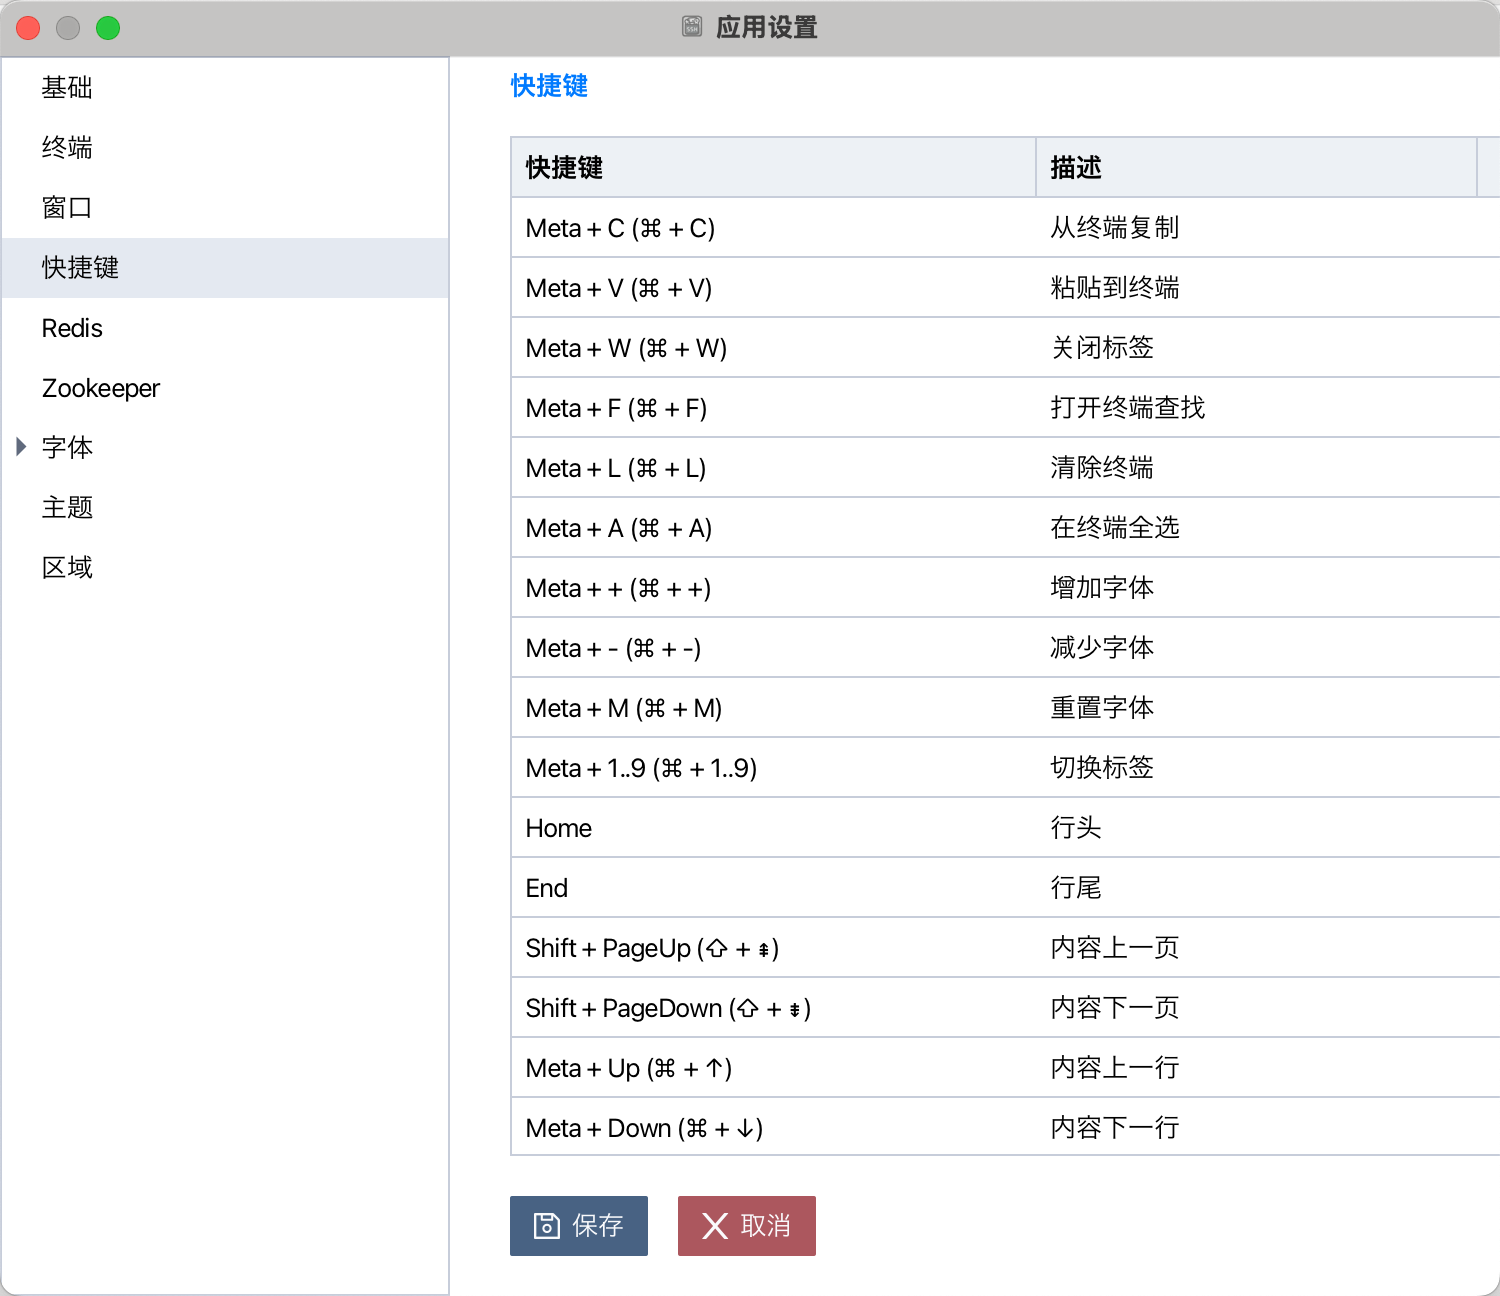 应用设置
基础
终端
窗口
快捷键
Redis
Zookeeper
字体
主题
区域
快捷键
快捷键 描述
Meta + C (⌘ + C) 从终端复制
Meta + V (⌘ + V) 粘贴到终端
Meta + W (⌘ + W) 关闭标签
Meta + F (⌘ + F) 打开终端查找
Meta + L (⌘ + L) 清除终端
Meta + A (⌘ + A) 在终端全选
Meta + + (⌘ + +) 增加字体
Meta + - (⌘ + -) 减少字体
Meta + M (⌘ + M) 重置字体
Meta + 1..9 (⌘ + 1..9) 切换标签
Home 行头
End 行尾
Shift + PageUp (⇧ + ⇞) 内容上一页
Shift + PageDown (⇧ + ⇟) 内容下一页
Meta + Up (⌘ + ↑) 内容上一行
Meta + Down (⌘ + ↓) 内容下一行
保存 取消